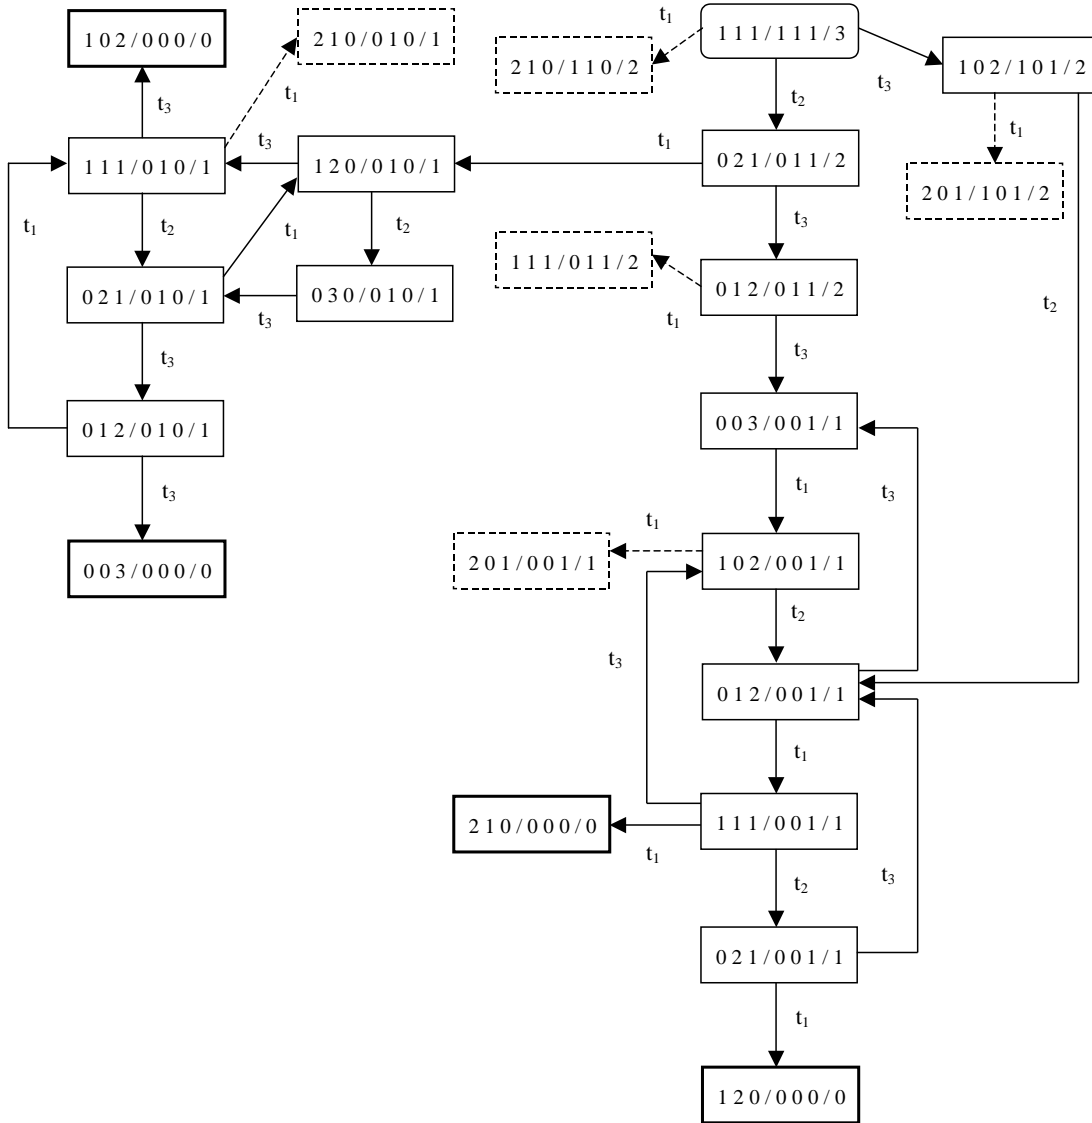 t₁
1 1 1 / 1 1 1 / 3
1 0 2 / 0 0 0 / 0
2 1 0 / 0 1 0 / 1
2 1 0 / 1 1 0 / 2
t₃
1 0 2 / 1 0 1 / 2
t₃
t₁
t₂
t₁
1 1 1 / 0 1 0 / 1
t₃
1 2 0 / 0 1 0 / 1
t₁
0 2 1 / 0 1 1 / 2
2 0 1 / 1 0 1 / 2
t₁
t₂
t₁
t₂
t₃
1 1 1 / 0 1 1 / 2
0 2 1 / 0 1 0 / 1
0 3 0 / 0 1 0 / 1
0 1 2 / 0 1 1 / 2
t₃
t₁
t₂
t₃
t₃
0 1 2 / 0 1 0 / 1
0 0 3 / 0 0 1 / 1
t₃
t₁
t₃
t₁
0 0 3 / 0 0 0 / 0
2 0 1 / 0 0 1 / 1
1 0 2 / 0 0 1 / 1
t₂
t₃
0 1 2 / 0 0 1 / 1
t₁
2 1 0 / 0 0 0 / 0
1 1 1 / 0 0 1 / 1
t₁
t₂
t₃
0 2 1 / 0 0 1 / 1
t₁
1 2 0 / 0 0 0 / 0